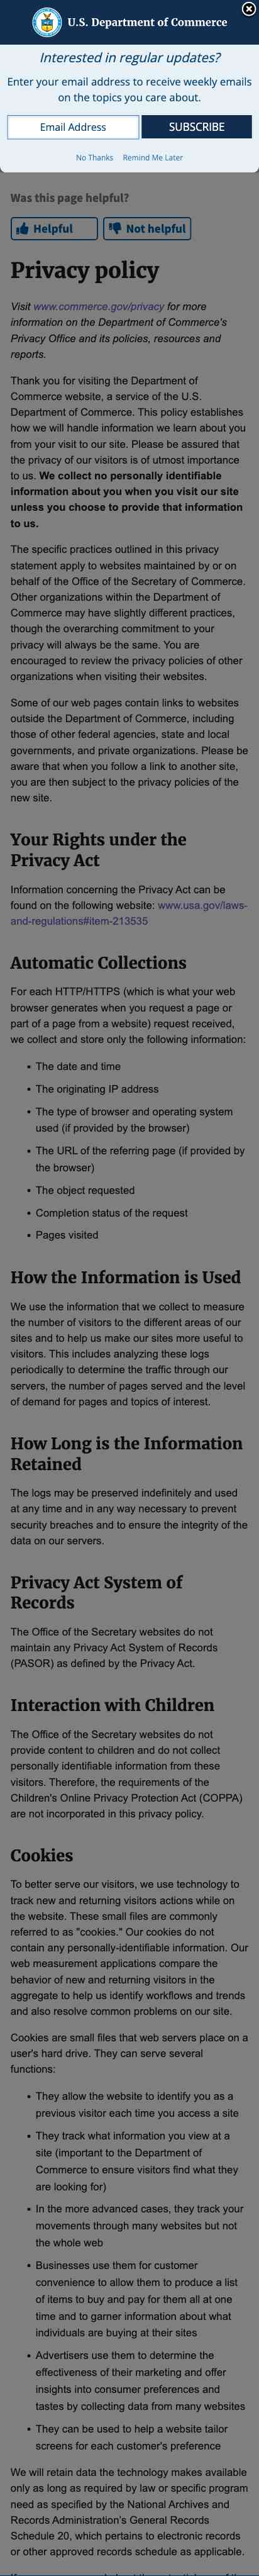 U.S. Department of Commerce
Interested in regular updates?
Enter your email address to receive weekly emails
on the topics you care about.
Email Address
SUBSCRIBE
No Thanks
Remind Me Later
Was this page helpful?
Helpful
Not helpful
Privacy policy
Visit www.commerce.gov/privacy for more
information on the Department of Commerce's
Privacy Office and its policies, resources and
reports.
Thank you for visiting the Department of
Commerce website, a service of the U.S.
Department of Commerce. This policy establishes
how we will handle information we learn about you
from your visit to our site. Please be assured that
the privacy of our visitors is of utmost importance
to us. We collect no personally identifiable
information about you when you visit our site
unless you choose to provide that information
to us.
The specific practices outlined in this privacy
statement apply to websites maintained by or on
behalf of the Office of the Secretary of Commerce.
Other organizations within the Department of
Commerce may have slightly different practices,
though the overarching commitment to your
privacy will always be the same. You are
encouraged to review the privacy policies of other
organizations when visiting their websites.
Some of our web pages contain links to websites
outside the Department of Commerce, including
those of other federal agencies, state and local
governments, and private organizations. Please be
aware that when you follow a link to another site,
you are then subject to the privacy policies of the
new site.
Your Rights under the
Privacy Act
Information concerning the Privacy Act can be
found on the following website: www.usa.gov/laws-
and-regulations#item-213535
Automatic Collections
For each HTTP/HTTPS (which is what your web
browser generates when you request a page or
part of a page from a website) request received,
we collect and store only the following information:
• The date and time
• The originating IP address
• The type of browser and operating system
used (if provided by the browser)
• The URL of the referring page (if provided by
the browser)
• The object requested
• Completion status of the request
• Pages visited
How the Information is Used
We use the information that we collect to measure
the number of visitors to the different areas of our
sites and to help us make our sites more useful to
visitors. This includes analyzing these logs
periodically to determine the traffic through our
servers, the number of pages served and the level
of demand for pages and topics of interest.
How Long is the Information
Retained
The logs may be preserved indefinitely and used
at any time and in any way necessary to prevent
security breaches and to ensure the integrity of the
data on our servers.
Privacy Act System of
Records
The Office of the Secretary websites do not
maintain any Privacy Act System of Records
(PASOR) as defined by the Privacy Act.
Interaction with Children
The Office of the Secretary websites do not
provide content to children and do not collect
personally identifiable information from these
visitors. Therefore, the requirements of the
Children's Online Privacy Protection Act (COPPA)
are not incorporated in this privacy policy.
Cookies
To better serve our visitors, we use technology to
track new and returning visitors actions while on
the website. These small files are commonly
referred to as "cookies." Our cookies do not
contain any personally-identifiable information. Our
web measurement applications compare the
behavior of new and returning visitors in the
aggregate to help us identify workflows and trends
and also resolve common problems on our site.
Cookies are small files that web servers place on a
user's hard drive. They can serve several
functions:
• They allow the website to identify you as a
previous visitor each time you access a site
• They track what information you view at a
site (important to the Department of
Commerce to ensure visitors find what they
are looking for)
• In the more advanced cases, they track your
movements through many websites but not
the whole web
• Businesses use them for customer
convenience to allow them to produce a list
of items to buy and pay for them all at one
time and to garner information about what
individuals are buying at their sites
• Advertisers use them to determine the
effectiveness of their marketing and offer
insights into consumer preferences and
tastes by collecting data from many websites
• They can be used to help a website tailor
screens for each customer's preference
We will retain data the technology makes available
only as long as required by law or specific program
need as specified by the National Archives and
Records Administration's General Records
Schedule 20, which pertains to electronic records
or other approved records schedule as applicable.